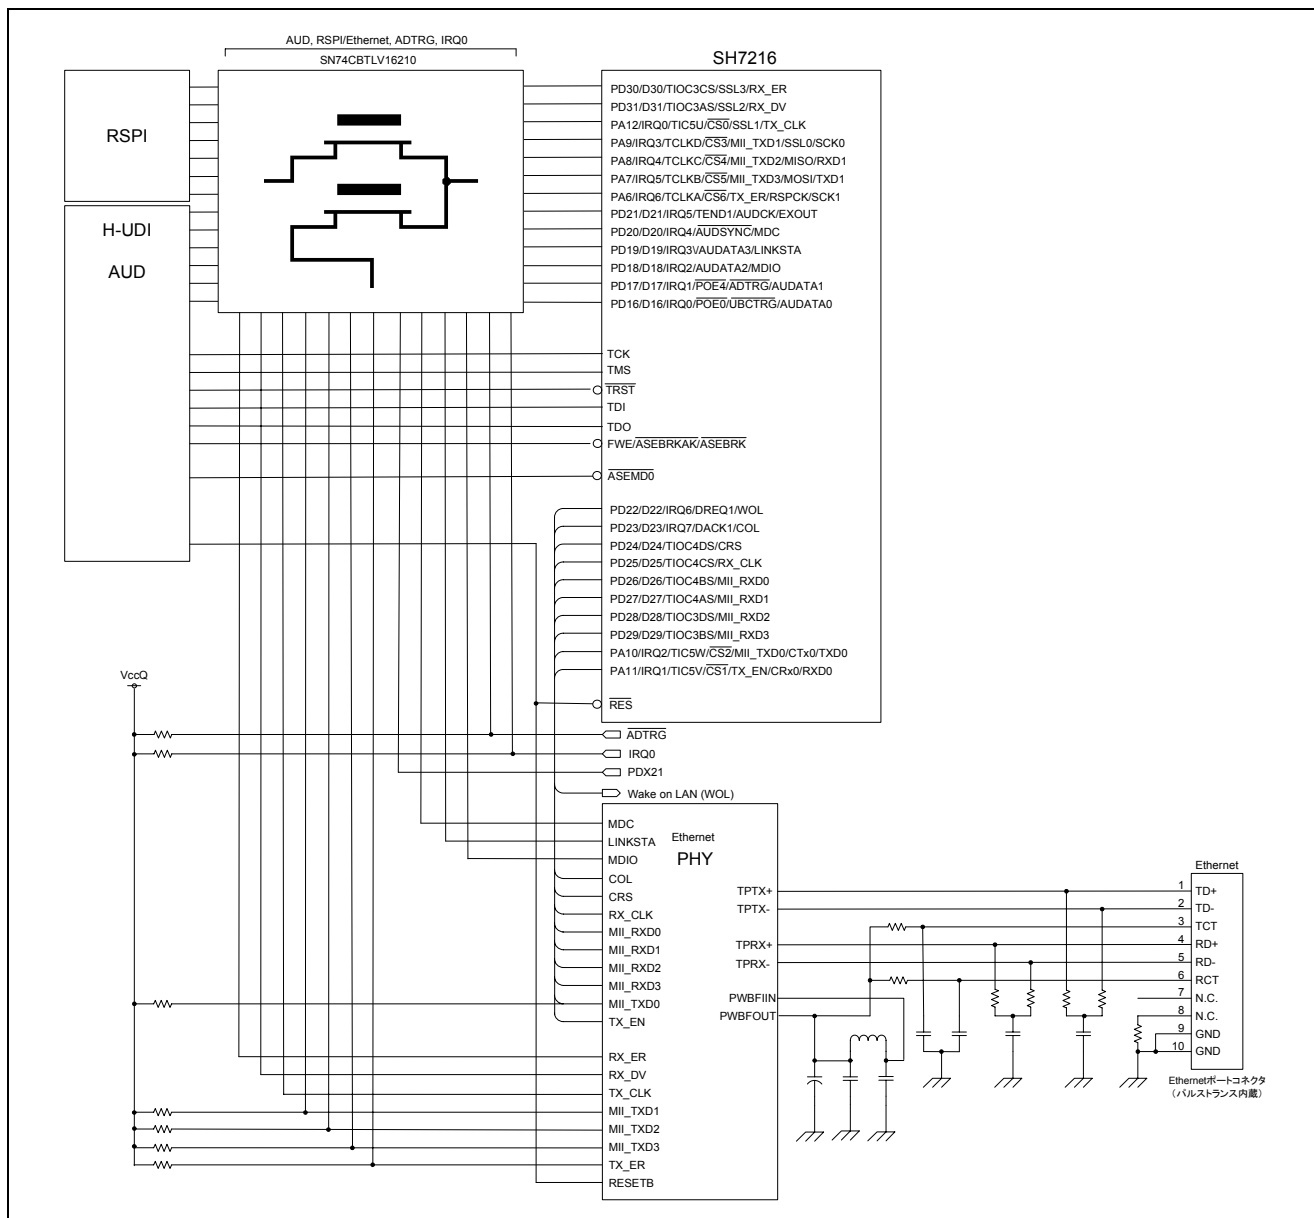 AUD, RSPI/Ethernet, ADTRG, IRQ0
SN74CBTLV16210
SH7216
RSPI
H-UDI
AUD
PD30/D30/TIOC3CS/SSL3/RX_ER
PD31/D31/TIOC3AS/SSL2/RX_DV
PA12/IRQ0/TIC5U/CS0/SSL1/TX_CLK
PA9/IRQ3/TCLKD/CS3/MII_TXD1/SSL0/SCK0
PA8/IRQ4/TCLKC/CS4/MII_TXD2/MISO/RXD1
PA7/IRQ5/TCLKB/CS5/MII_TXD3/MOSI/TXD1
PA6/IRQ6/TCLKA/CS6/TX_ER/RSPCK/SCK1
PD21/D21/IRQ5/TEND1/AUDCK/EXOUT
PD20/D20/IRQ4/AUDSYNC/MDC
PD19/D19/IRQ3\/AUDATA3/LINKSTA
PD18/D18/IRQ2/AUDATA2/MDIO
PD17/D17/IRQ1/POE4/ADTRG/AUDATA1
PD16/D16/IRQ0/POE0/UBCTRG/AUDATA0
TCK
TMS
TRST
TDI
TDO
FWE/ASEBRKAK/ASEBRK
ASEMD0
PD22/D22/IRQ6/DREQ1/WOL
PD23/D23/IRQ7/DACK1/COL
PD24/D24/TIOC4DS/CRS
PD25/D25/TIOC4CS/RX_CLK
PD26/D26/TIOC4BS/MII_RXD0
PD27/D27/TIOC4AS/MII_RXD1
PD28/D28/TIOC3DS/MII_RXD2
PD29/D29/TIOC3BS/MII_RXD3
PA10/IRQ2/TIC5W/CS2/MII_TXD0/CTx0/TXD0
PA11/IRQ1/TIC5V/CS1/TX_EN/CRx0/RXD0
RES
VccQ
ADTRG
IRQ0
PDX21
Wake on LAN (WOL)
Ethernet
PHY
MDC
LINKSTA
MDIO
COL
CRS
RX_CLK
MII_RXD0
MII_RXD1
MII_RXD2
MII_RXD3
MII_TXD0
TX_EN
RX_ER
RX_DV
TX_CLK
MII_TXD1
MII_TXD2
MII_TXD3
TX_ER
RESETB
TPTX+
TPTX-
TPRX+
TPRX-
PWBFIIN
PWBFOUT
Ethernet
1 TD+
2 TD-
3 TCT
4 RD+
5 RD-
6 RCT
7 N.C.
8 N.C.
9 GND
10 GND
Ethernetポートコネクタ
（パルストランス内蔵）